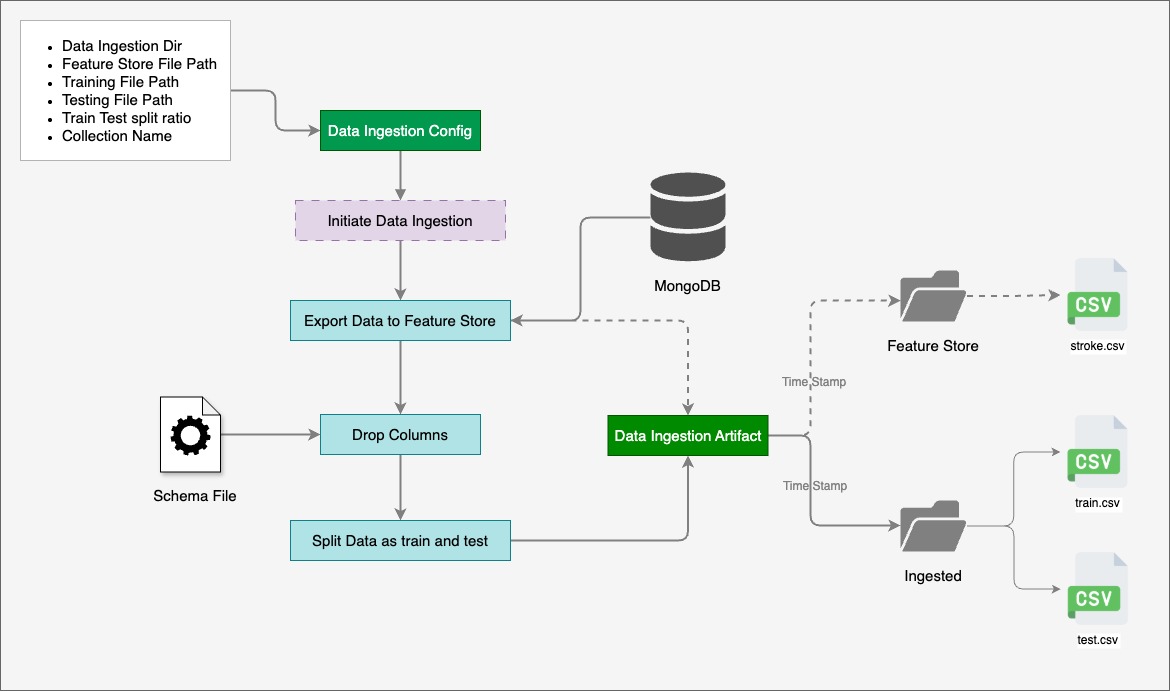 Data Ingestion Dir
Feature Store File Path
Training File Path
Testing File Path
Train Test split ratio
Collection Name
Data Ingestion Config
Initiate Data Ingestion
MongoDB
Export Data to Feature Store
Feature Store
CSV
stroke.csv
Time Stamp
Drop Columns
Data Ingestion Artifact
Schema File
Time Stamp
CSV
train.csv
Split Data as train and test
Ingested
CSV
test.csv